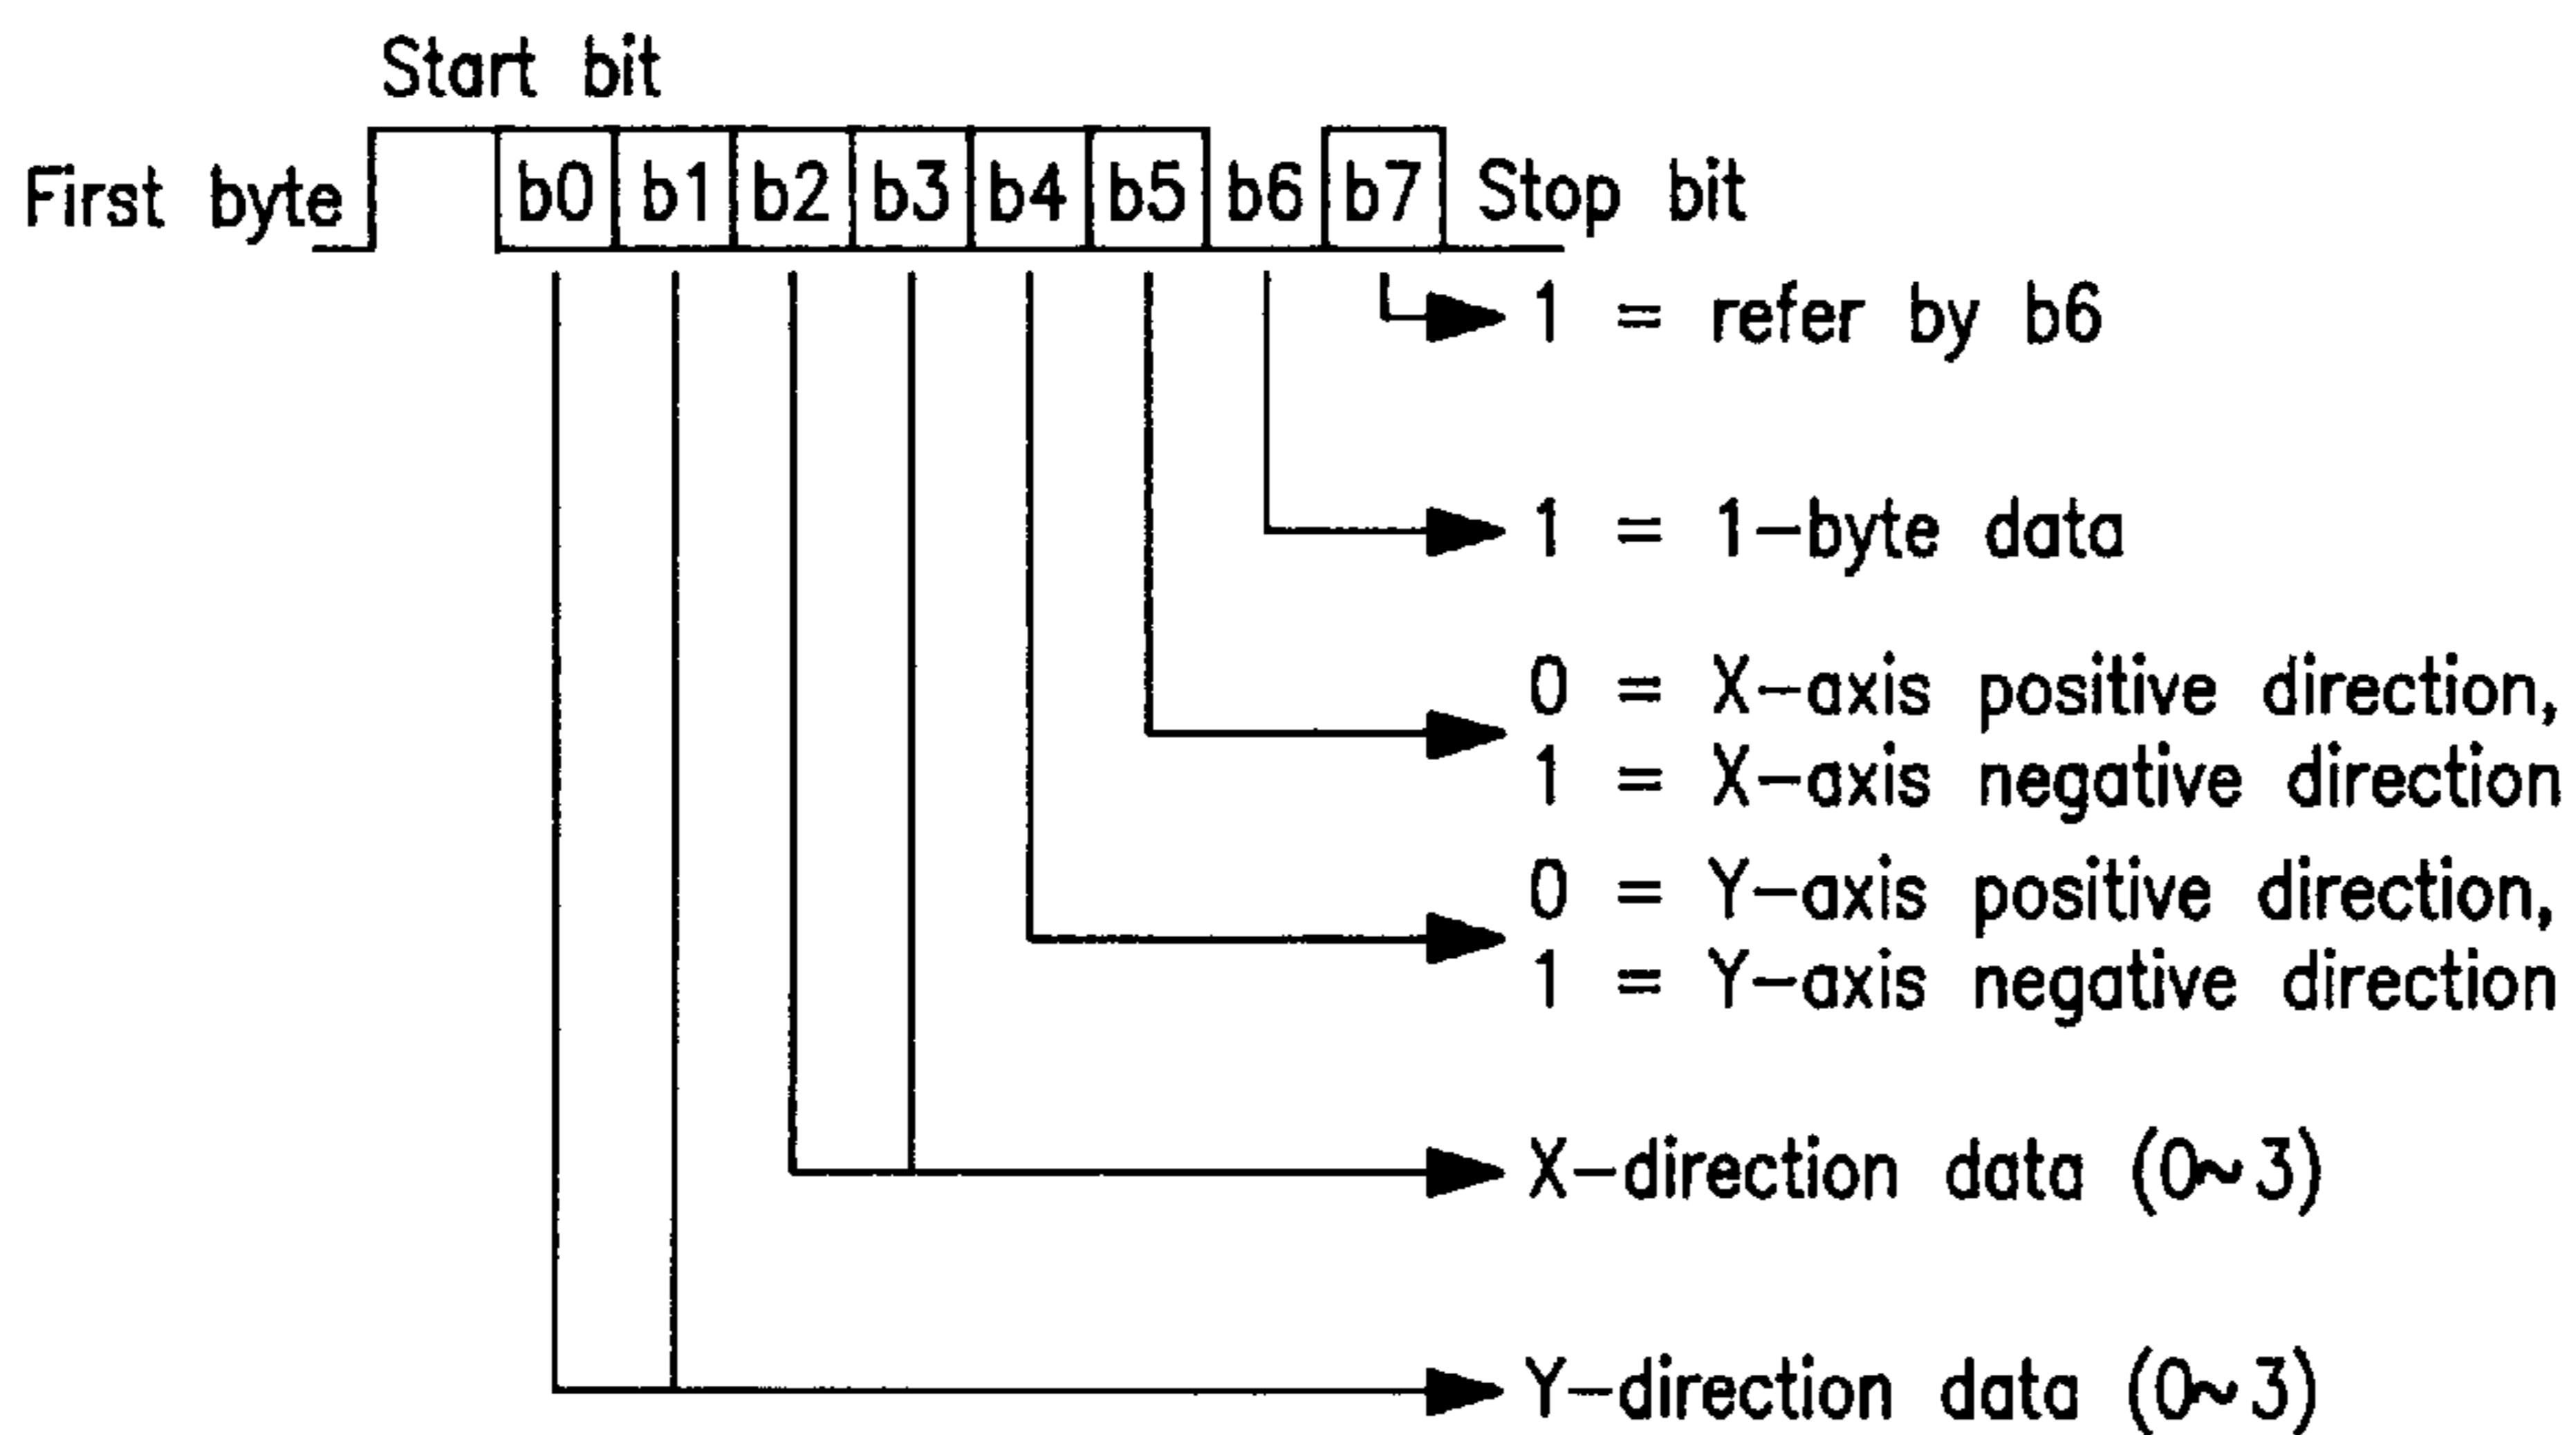 Start bit
First byte b0 b1 b2 b3 b4 b5 b6 b7 Stop bit
1 = refer by b6
1 = 1-byte data
0 = X-axis positive direction,
1 = X-axis negative direction
0 = Y-axis positive direction,
1 = Y-axis negative direction
X-direction data (0~3)
Y-direction data (0~3)